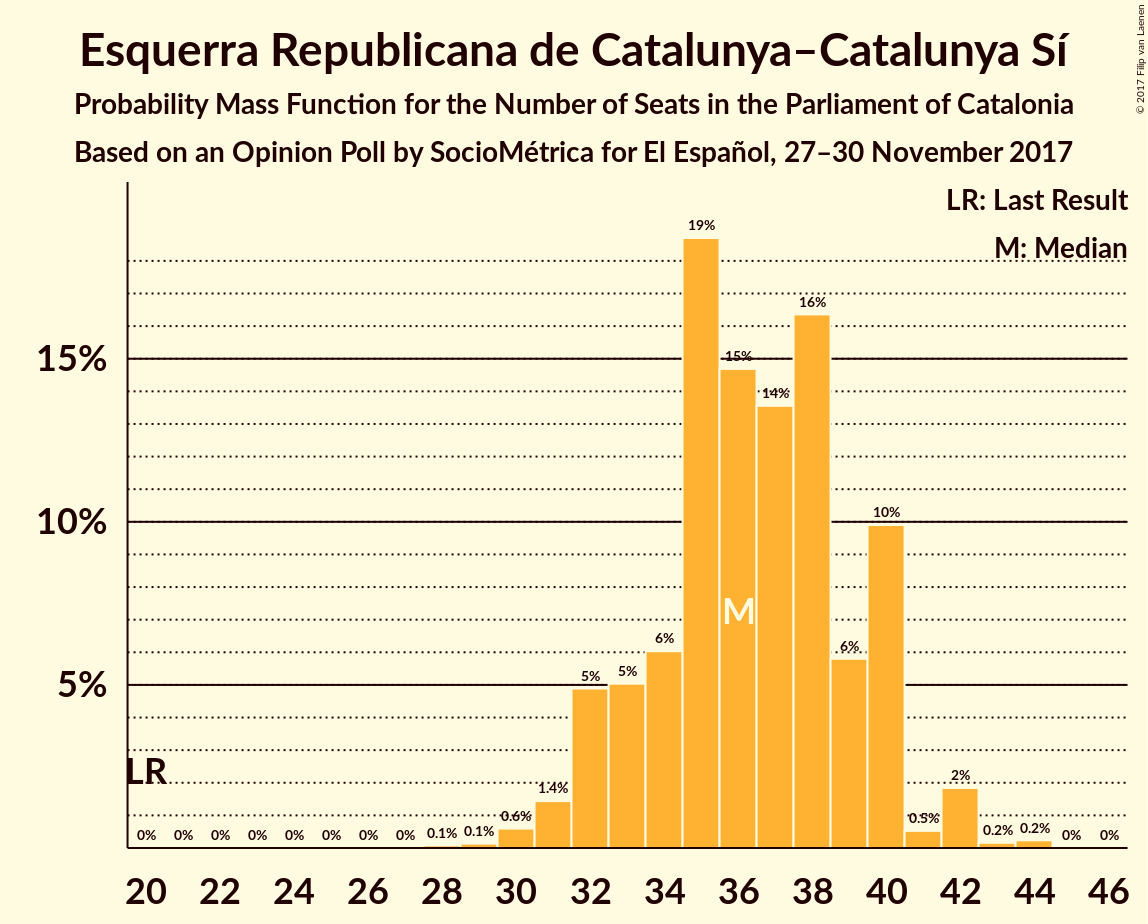 Esquerra Republicana de Catalunya–Catalunya Sí
Probability Mass Function for the Number of Seats in the Parliament of Catalonia
Based on an Opinion Poll by SocioMétrica for El Español, 27–30 November 2017
© 2017 Filip van Laenen
LR: Last Result
M: Median
15%
10%
5%
LR
M
0% 0% 0% 0% 0% 0% 0% 0% 0.1% 0.1% 0.6% 1.4% 5% 5% 6% 19% 15% 14% 16% 6% 10% 0.5% 2% 0.2% 0.2% 0% 0%
20 22 24 26 28 30 32 34 36 38 40 42 44 46